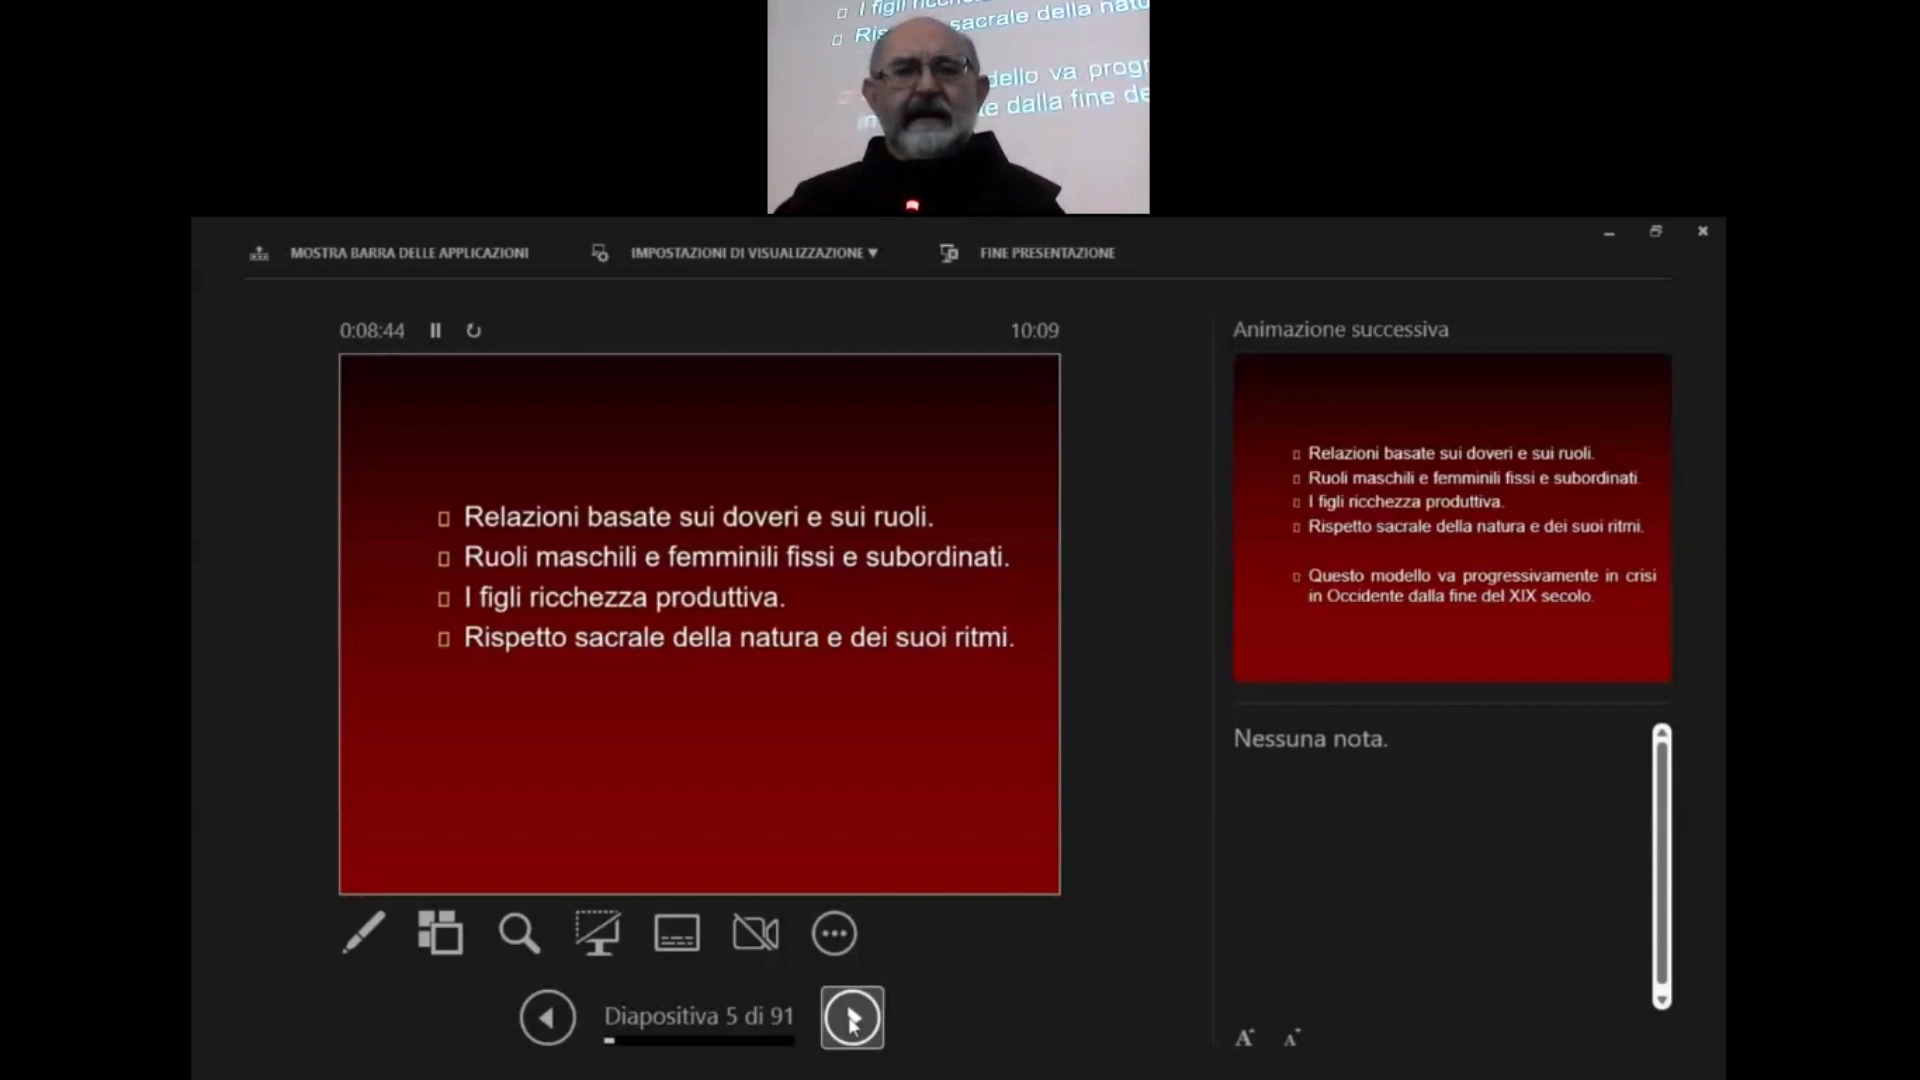 I figli ricche
Ris sacrale della natu
dello va progr
te dalla fine de
MOSTRA BARRA DELLE APPLICAZIONI
IMPOSTAZIONI DI VISUALIZZAZIONE ▼
FINE PRESENTAZIONE
0:08:44
10:09
Relazioni basate sui doveri e sui ruoli.
Ruoli maschili e femminili fissi e subordinati.
I figli ricchezza produttiva.
Rispetto sacrale della natura e dei suoi ritmi.
Diapositiva 5 di 91
Animazione successiva
Relazioni basate sui doveri e sui ruoli.
Ruoli maschili e femminili fissi e subordinati.
I figli ricchezza produttiva.
Rispetto sacrale della natura e dei suoi ritmi.
Questo modello va progressivamente in crisi
in Occidente dalla fine del XIX secolo.
Nessuna nota.
A A